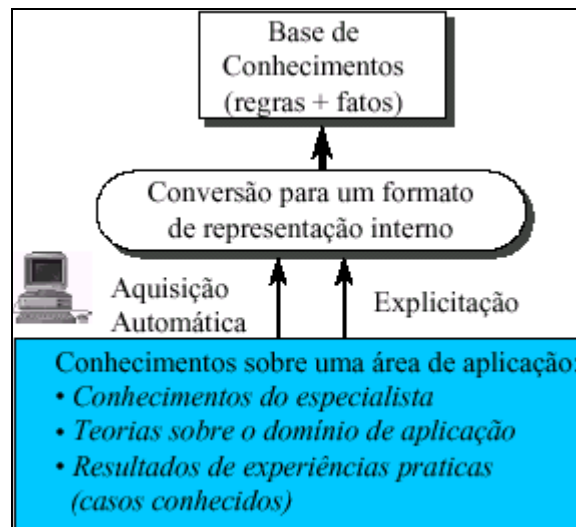 Base de
Conhecimentos
(regras + fatos)
Conversão para um formato
de representação interno
Aquisição
Automática
Explicitação
Conhecimentos sobre uma área de aplicação:
• Conhecimentos do especialista
• Teorias sobre o domínio de aplicação
• Resultados de experiências praticas
(casos conhecidos)